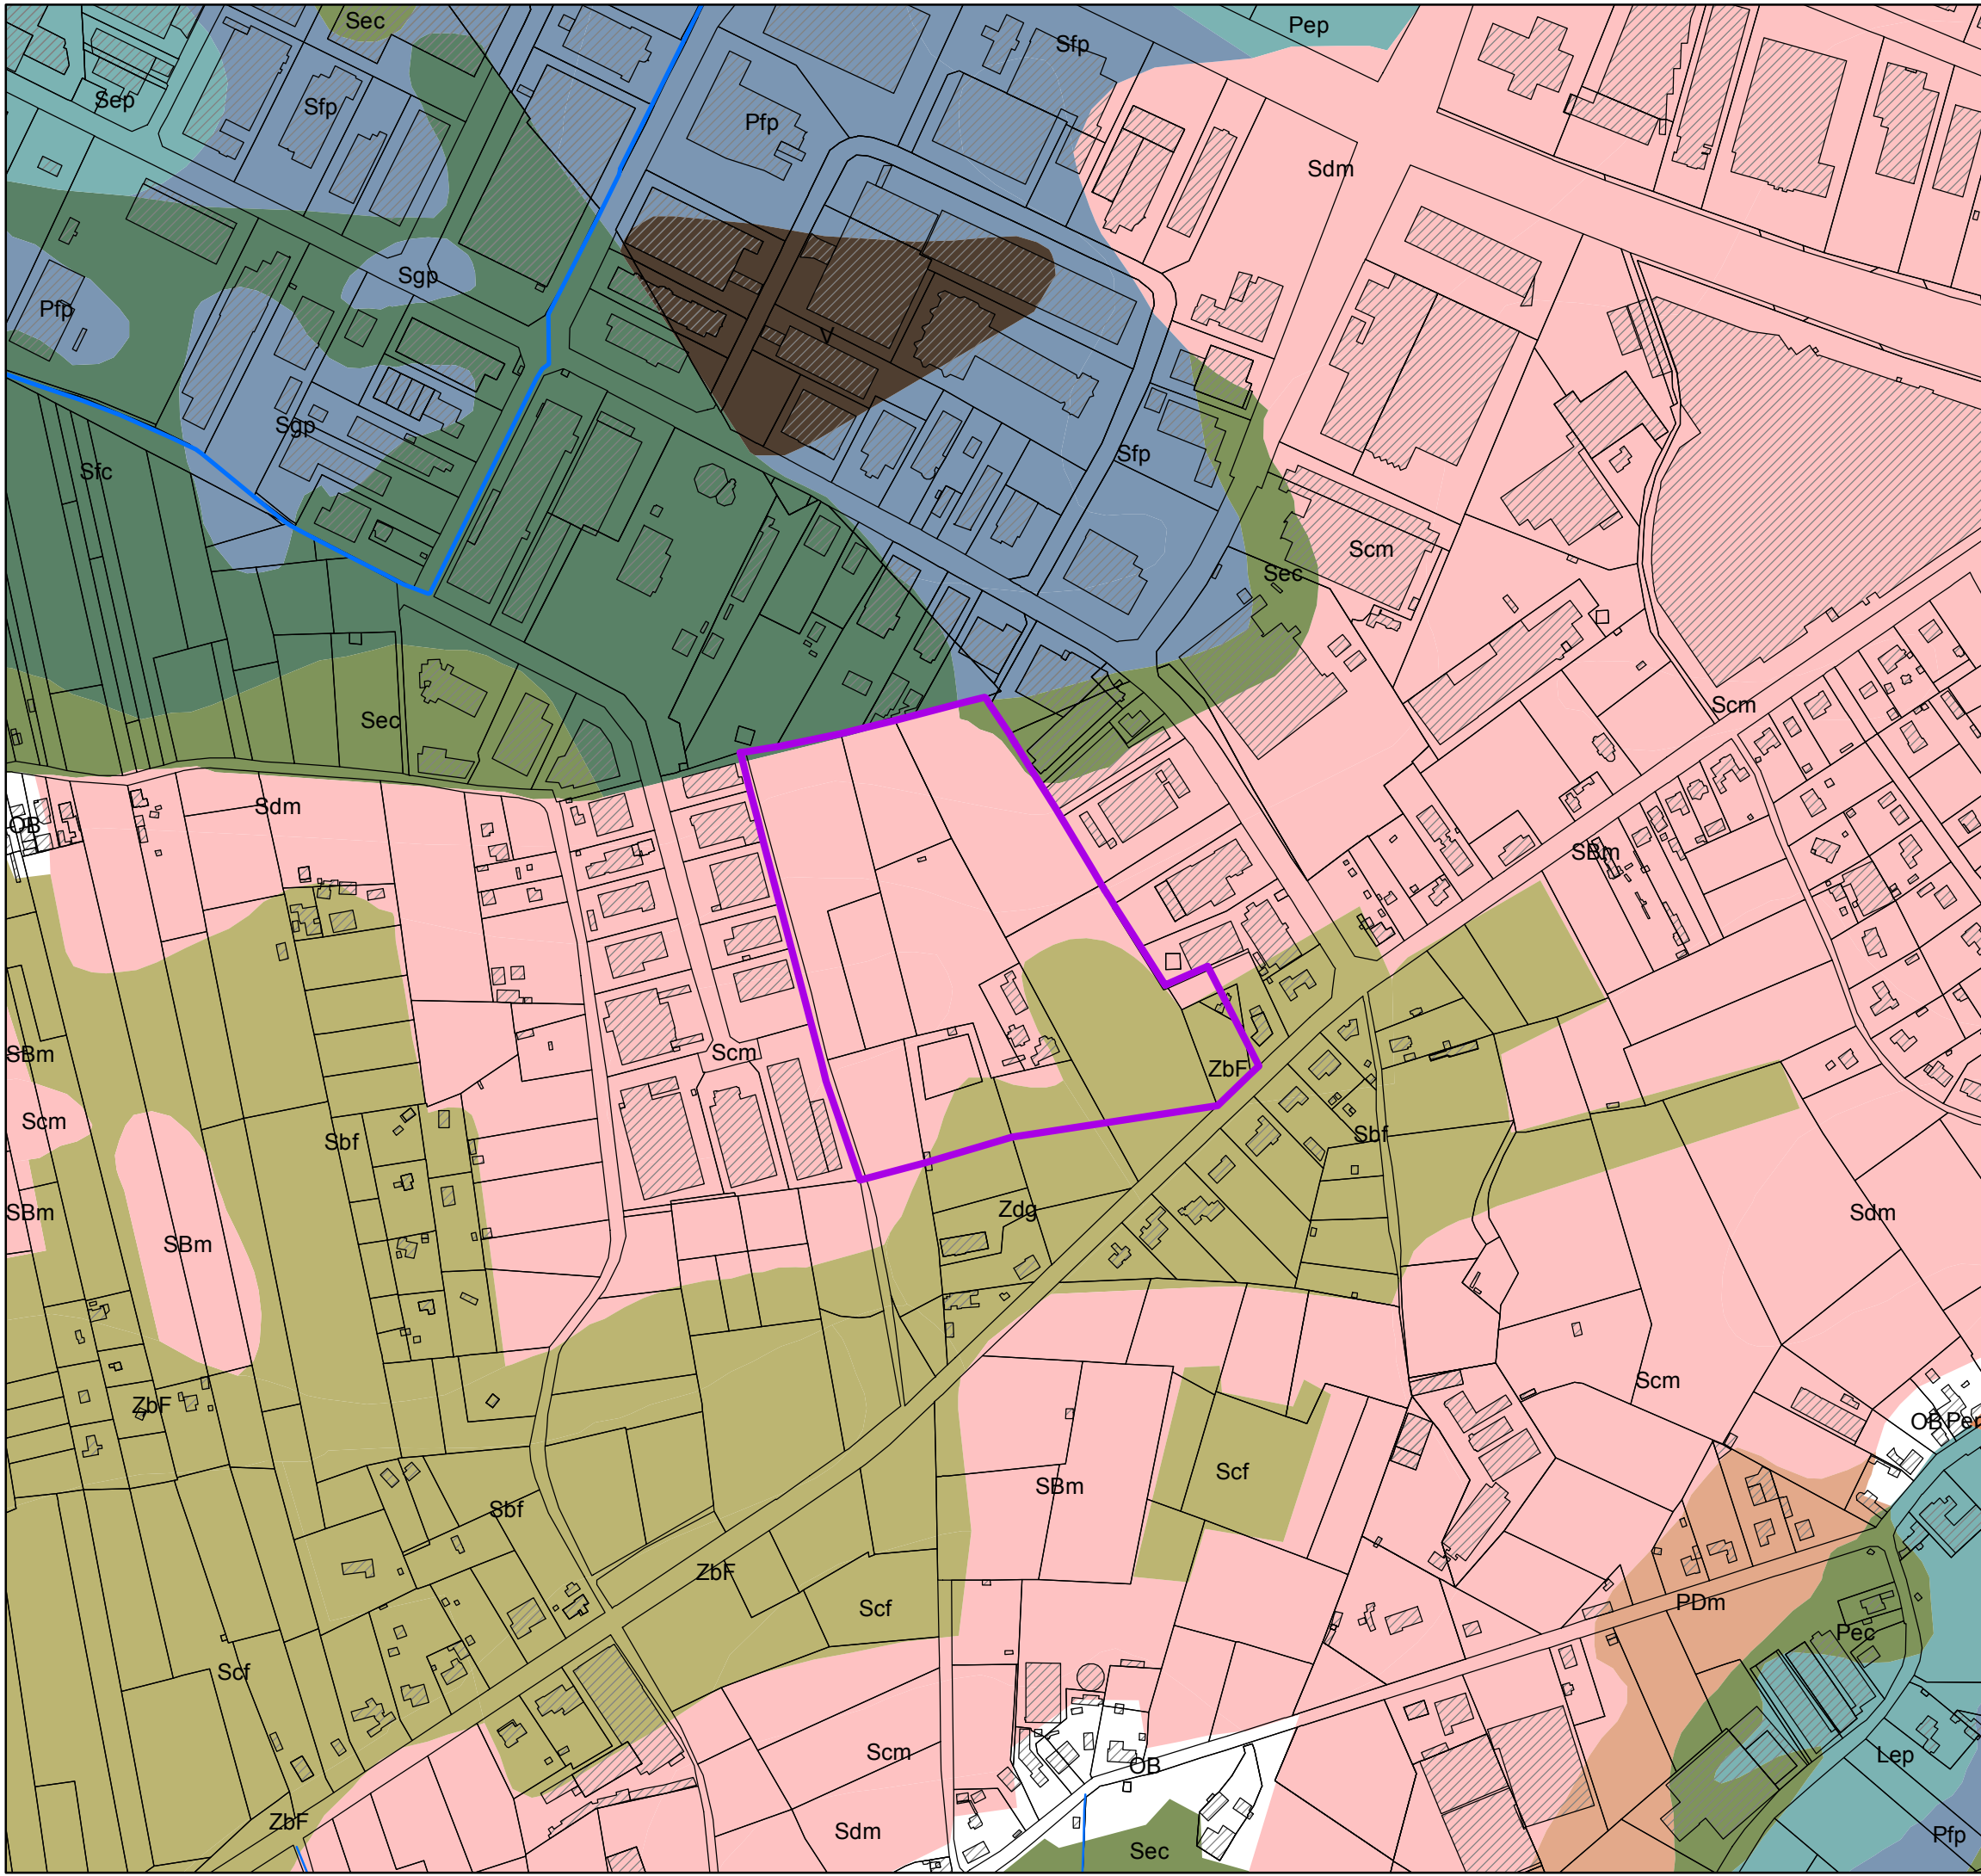 Sec
Pep
Sfp
Sep
Sfp
Pfp
Sdm
Sgp
Pfp
V
Sgp
Sfp
Sfc
Scm
Sec
Scm
Sec
Sdm
OB
SBm
SBm
Scm
ZbF
Scm
Sbf
Sbf
SBm
Zdg
Sdm
SBm
Scm
ZbF
OB
Scf
SBm
Sbf
ZbF
PDm
Scf
Pec
Scf
Scm
Lep
OB
ZbF
Sdm
Pfp
Sec